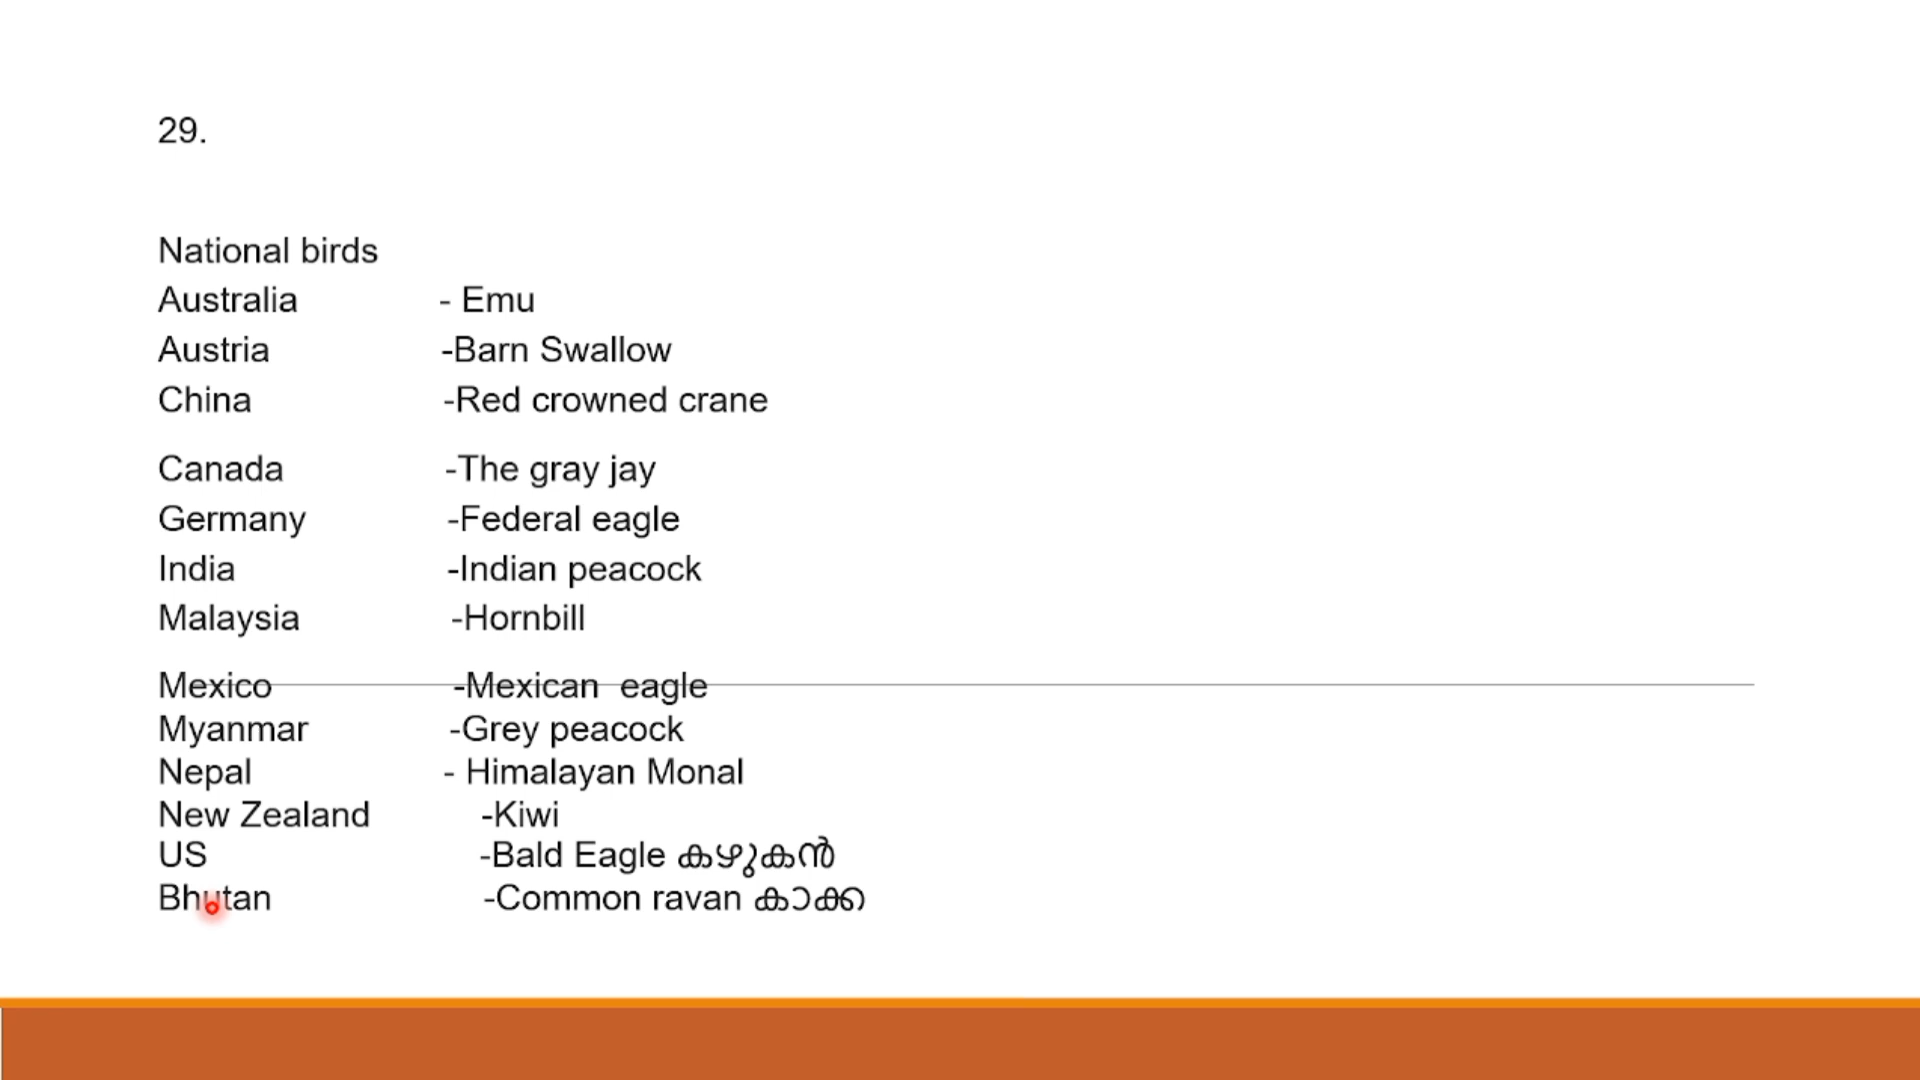 29.
National birds
Australia - Emu
Austria -Barn Swallow
China -Red crowned crane
Canada -The gray jay
Germany -Federal eagle
India -Indian peacock
Malaysia -Hornbill
Mexico -Mexican eagle
Myanmar -Grey peacock
Nepal - Himalayan Monal
New Zealand -Kiwi
US -Bald Eagle കഴുകൻ
Bhutan -Common ravan കാക്ക